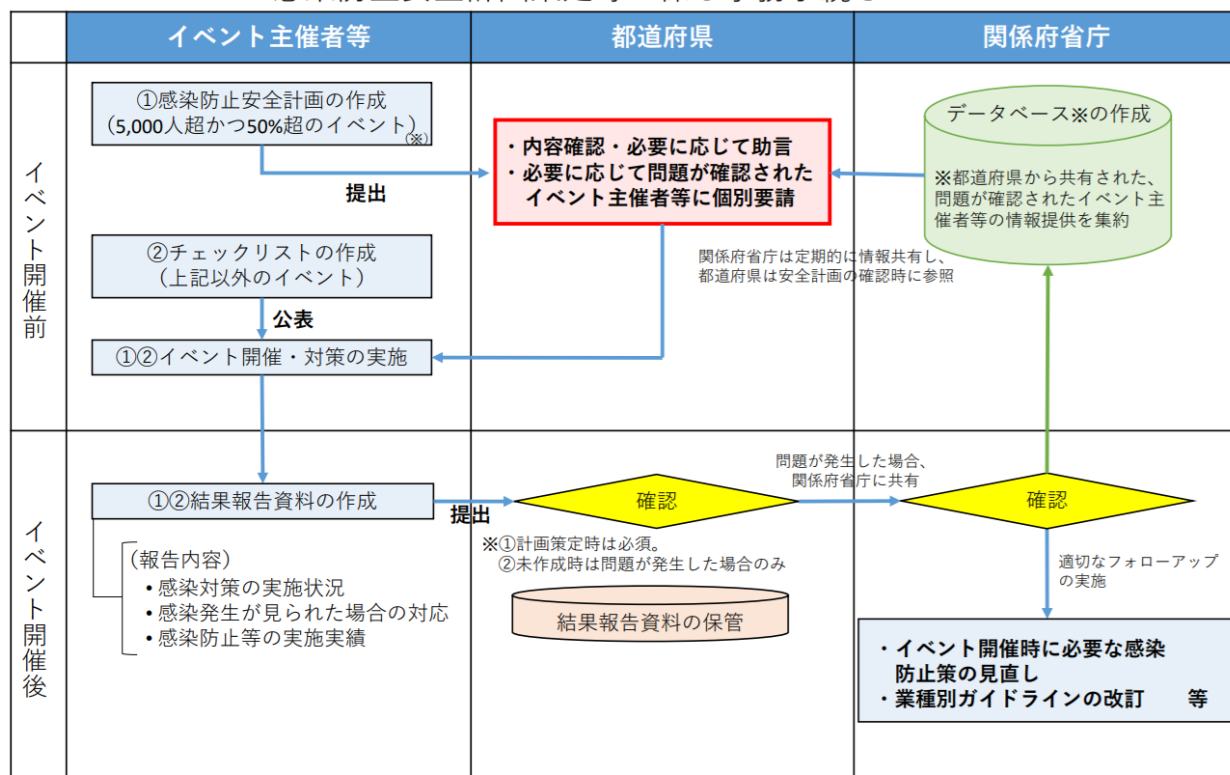 イベント主催者等
都道府県
関係府省庁
イベント開催前
①感染防止安全計画の作成
（5,000人超かつ50%超のイベント）
(※)
提出
②チェックリストの作成
（上記以外のイベント）
公表
①②イベント開催・対策の実施
・内容確認・必要に応じて助言
・必要に応じて問題が確認された
イベント主催者等に個別要請
データベース※の作成
※都道府県から共有された、
問題が確認されたイベント主
催者等の情報提供を集約
関係府省庁は定期的に情報共有し、
都道府県は安全計画の確認時に参照
イベント開催後
①②結果報告資料の作成
提出
（報告内容）
• 感染対策の実施状況
• 感染発生が見られた場合の対応
• 感染防止等の実施実績
確認
※①計画策定時は必須。
②未作成時は問題が発生した場合のみ
結果報告資料の保管
問題が発生した場合、
関係府省庁に共有
確認
適切なフォローアップ
の実施
・イベント開催時に必要な感染
防止策の見直し
・業種別ガイドラインの改訂　等